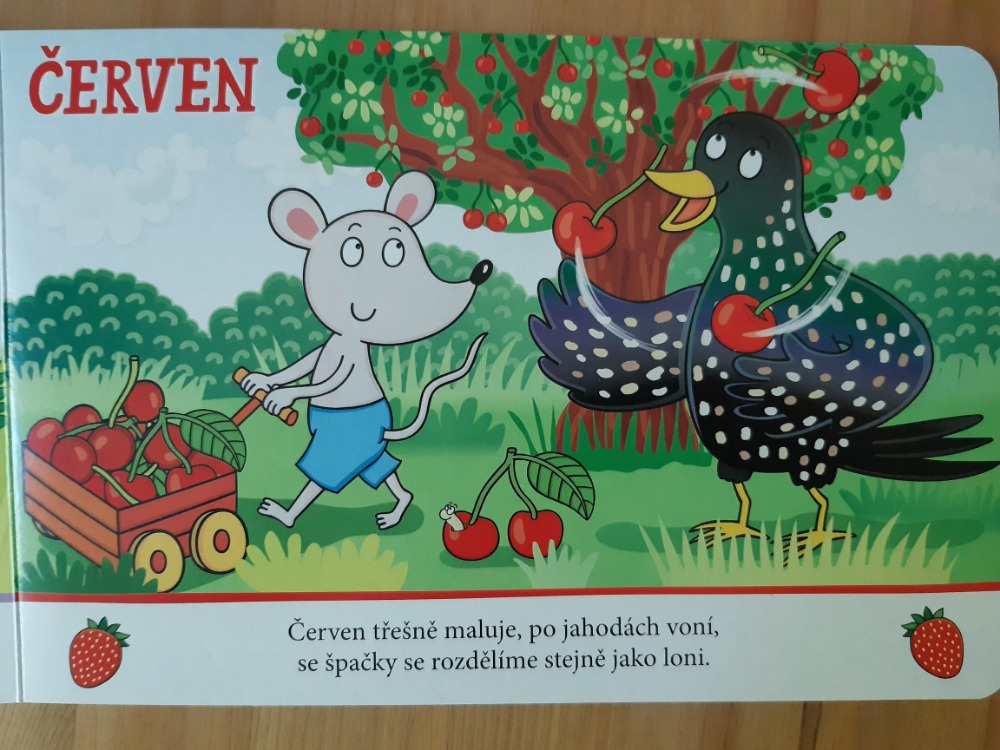 ČERVEN
Červen třešně maluje, po jahodách voní,
se špačky se rozdělíme stejně jako loni.